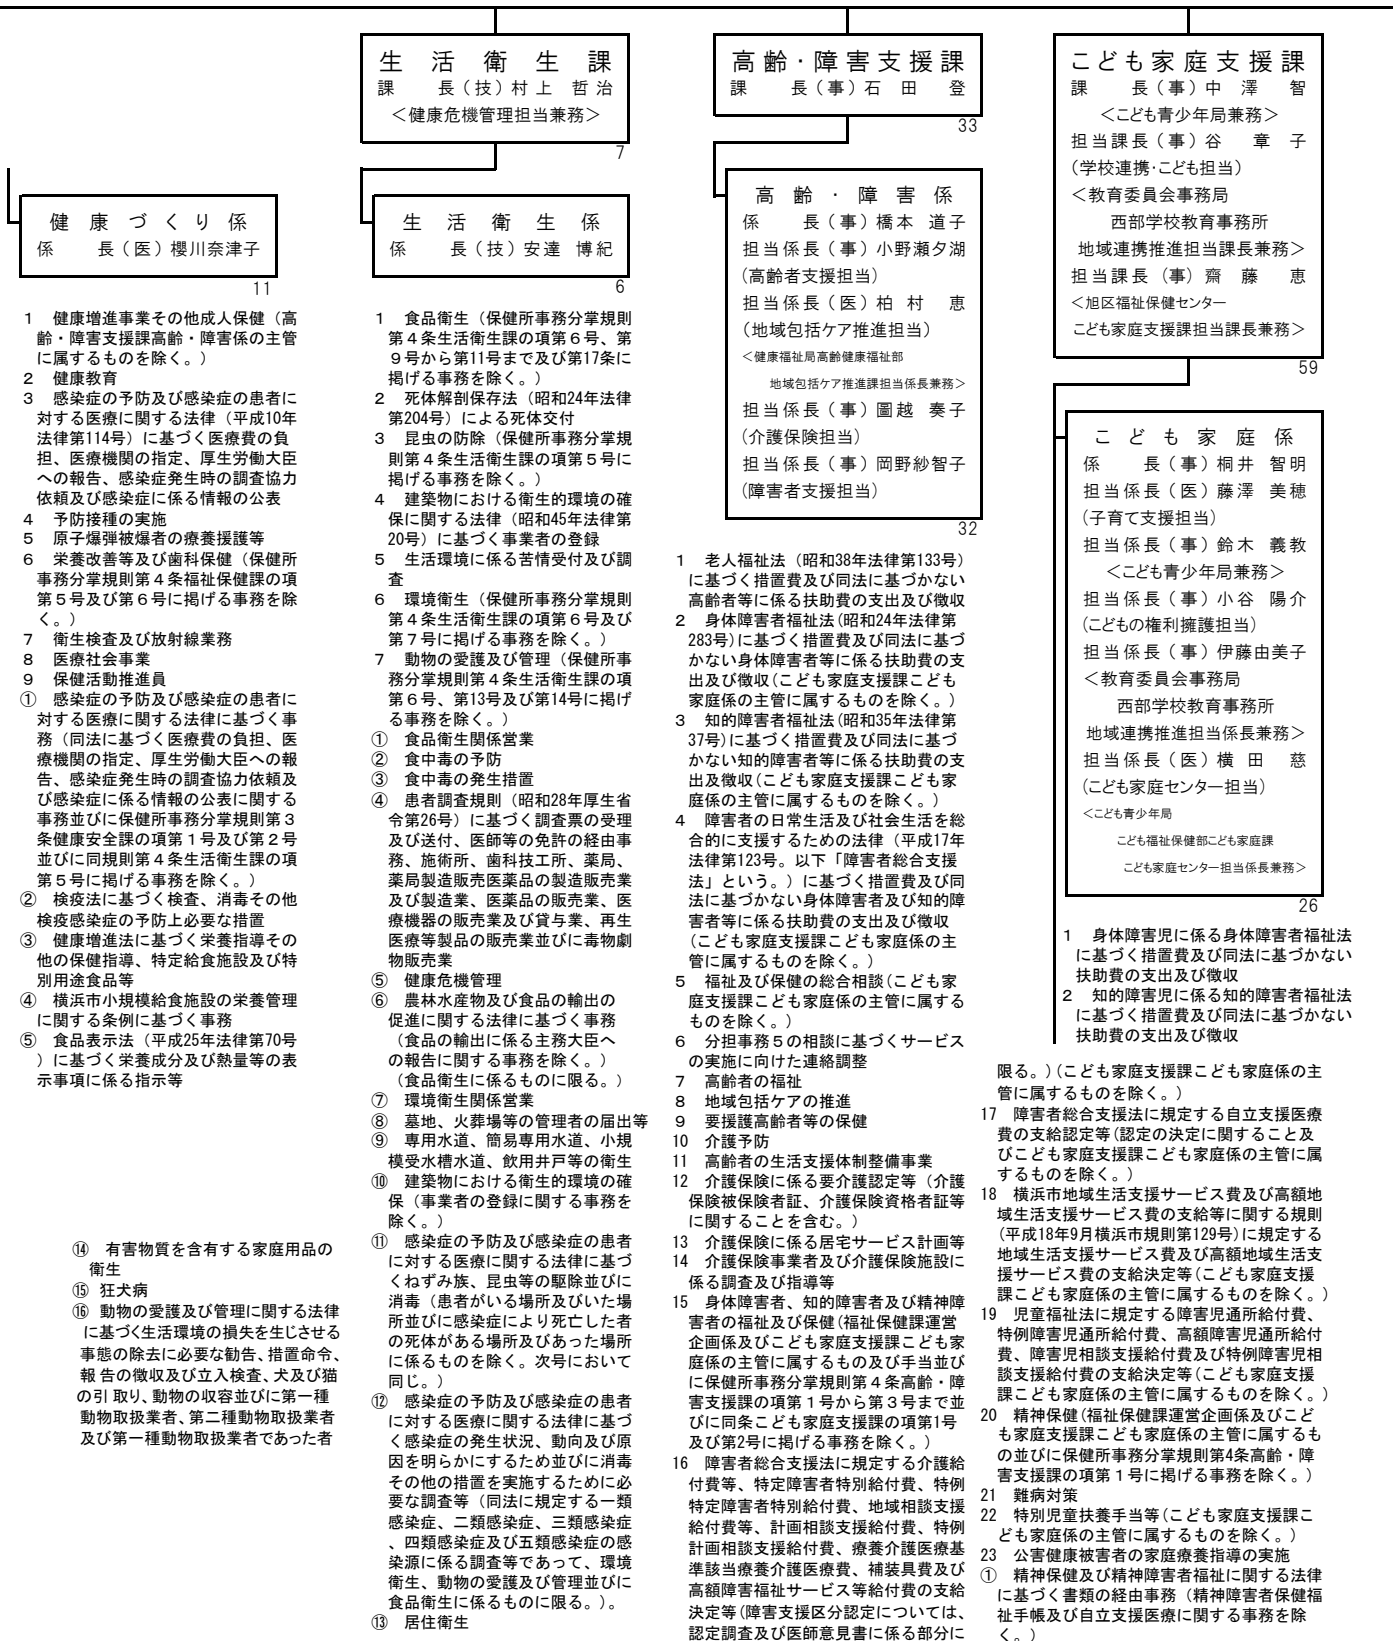 健康づくり係
係　　長（医）櫻川奈津子
11
１　健康増進事業その他成人保健（高
齢・障害支援課高齢・障害係の主管
に属するものを除く。）
２　健康教育
３　感染症の予防及び感染症の患者に
対する医療に関する法律（平成10年
法律第114号）に基づく医療費の負
担、医療機関の指定、厚生労働大臣
への報告、感染症発生時の調査協力
依頼及び感染症に係る情報の公表
４　予防接種の実施
５　原子爆弾被爆者の療養援護等
６　栄養改善等及び歯科保健（保健所
事務分掌規則第４条福祉保健課の項
第５号及び第６号に掲げる事務を除
く。）
７　衛生検査及び放射線業務
８　医療社会事業
９　保健活動推進員
①　感染症の予防及び感染症の患者に
対する医療に関する法律に基づく事
務（同法に基づく医療費の負担、医
療機関の指定、厚生労働大臣への報
告、感染症発生時の調査協力依頼及
び感染症に係る情報の公表に関する
事務並びに保健所事務分掌規則第３
条健康安全課の項第１号及び第２号
並びに同規則第４条生活衛生課の項
第５号に掲げる事務を除く。）
②　検疫法に基づく検査、消毒その他
検疫感染症の予防上必要な措置
③　健康増進法に基づく栄養指導その
他の保健指導、特定給食施設及び特
別用途食品等
④　横浜市小規模給食施設の栄養管理
に関する条例に基づく事務
⑤　食品表示法（平成25年法律第70号
）に基づく栄養成分及び熱量等の表
示事項に係る指示等
生活衛生課
課　　長（技）村上　哲治
＜健康危機管理担当兼務＞
7
生活衛生係
係　　長（技）安達　博紀
6
１　食品衛生（保健所事務分掌規則
第４条生活衛生課の項第６号、第
９号から第11号まで及び第17条に
掲げる事務を除く。）
２　死体解剖保存法（昭和24年法律
第204号）による死体交付
３　昆虫の防除（保健所事務分掌規
則第４条生活衛生課の項第５号に
掲げる事務を除く。）
４　建築物における衛生的環境の確
保に関する法律（昭和45年法律第
20号）に基づく事業者の登録
５　生活環境に係る苦情受付及び調
査
６　環境衛生（保健所事務分掌規則
第４条生活衛生課の項第６号及び
第７号に掲げる事務を除く。）
７　動物の愛護及び管理（保健所事
務分掌規則第４条生活衛生課の項
第６号、第13号及び第14号に掲げ
る事務を除く。）
①　食品衛生関係営業
②　食中毒の予防
③　食中毒の発生措置
④　患者調査規則（昭和28年厚生省
令第26号）に基づく調査票の受理
及び送付、医師等の免許の経由事
務、施術所、歯科技工所、薬局、
薬局製造販売医薬品の製造販売業
及び製造業、医薬品の販売業、医
療機器の販売業及び貸与業、再生
医療等製品の販売業並びに毒物劇
物販売業
⑤　健康危機管理
⑥　農林水産物及び食品の輸出の
促進に関する法律に基づく事務
（食品の輸出に係る主務大臣へ
の報告に関する事務を除く。）
（食品衛生に係るものに限る。）
⑦　環境衛生関係営業
⑧　墓地、火葬場等の管理者の届出等
⑨　専用水道、簡易専用水道、小規
模受水槽水道、飲用井戸等の衛生
⑩　建築物における衛生的環境の確
保（事業者の登録に関する事務を
除く。）
⑪　感染症の予防及び感染症の患者
に対する医療に関する法律に基づ
くねずみ族、昆虫等の駆除並びに
消毒（患者がいる場所及びいた場
所並びに感染症により死亡した者
の死体がある場所及びあった場所
に係るものを除く。次号において
同じ。）
⑫　感染症の予防及び感染症の患者
に対する医療に関する法律に基づ
く感染症の発生状況、動向及び原
因を明らかにするため並びに消毒
その他の措置を実施するために必
要な調査等（同法に規定する一類
感染症、二類感染症、三類感染症
、四類感染症及び五類感染症の感
染源に係る調査等であって、環境
衛生、動物の愛護及び管理並びに
食品衛生に係るものに限る。）。
⑬　居住衛生
⑭　有害物質を含有する家庭用品の
衛生
⑮　狂犬病
⑯　動物の愛護及び管理に関する法律
に基づく生活環境の損失を生じさせる
事態の除去に必要な勧告、措置命令、
報告の徴収及び立入検査、犬及び猫
の引取り、動物の収容並びに第一種
動物取扱業者、第二種動物取扱業者
及び第一種動物取扱業者であった者
高齢・障害支援課
課　　長（事）石田　登
33
高齢・障害係
係　　長（事）橋本　道子
担当係長（事）小野瀬夕湖
（高齢者支援担当）
担当係長（医）柏村　恵
（地域包括ケア推進担当）
＜健康福祉局高齢健康福祉部
地域包括ケア推進課担当係長兼務＞
担当係長（事）圖越　奏子
（介護保険担当）
担当係長（事）岡野紗智子
（障害者支援担当）
32
１　老人福祉法（昭和38年法律第133号）
に基づく措置費及び同法に基づかない
高齢者等に係る扶助費の支出及び徴収
２　身体障害者福祉法（昭和24年法律第
283号）に基づく措置費及び同法に基づ
かない身体障害者等に係る扶助費の支
出及び徴収（こども家庭支援課こども
家庭係の主管に属するものを除く。）
３　知的障害者福祉法（昭和35年法律第
37号）に基づく措置費及び同法に基づ
かない知的障害者等に係る扶助費の支
出及徴収（こども家庭支援課こども家
庭係の主管に属するものを除く。）
４　障害者の日常生活及び社会生活を総
合的に支援するための法律（平成17年
法律第123号。以下「障害者総合支援
法」という。）に基づく措置費及び同
法に基づかない身体障害者及び知的障
害者等に係る扶助費の支出及び徴収
（こども家庭支援課こども家庭係の主
管に属するものを除く。）
５　福祉及び保健の総合相談（こども家
庭支援課こども家庭係の主管に属する
ものを除く。）
６　分担事務５の相談に基づくサービス
の実施に向けた連絡調整
７　高齢者の福祉
８　地域包括ケアの推進
９　要援護高齢者等の保健
10　介護予防
11　高齢者の生活支援体制整備事業
12　介護保険に係る要介護認定等（介護
保険被保険者証、介護保険資格者証等
に関することを含む。）
13　介護保険に係る居宅サービス計画等
14　介護保険事業者及び介護保険施設に
係る調査及び指導等
15　身体障害者、知的障害者及び精神障
害者の福祉及び保健（福祉保健課運営
企画係及びこども家庭支援課こども家
庭係の主管に属するもの及び手当並び
に保健所事務分掌規則第４条高齢・障
害支援課の項第１号から第３号まで並
びに同条こども家庭支援課の項第1号
及び第2号に掲げる事務を除く。）
16　障害者総合支援法に規定する介護給
付費等、特定障害者特別給付費、特例
特定障害者特別給付費、地域相談支援
給付費等、計画相談支援給付費、特例
計画相談支援給付費、療養介護医療基
準該当療養介護医療費、補装具費及び
高額障害福祉サービス等給付費の支給
決定等（障害支援区分認定については、
認定調査及び医師意見書に係る部分に
限る。）（こども家庭支援課こども家庭係の主
管に属するものを除く。）
17　障害者総合支援法に規定する自立支援医療
費の支給認定等（認定の決定に関すること及
びこども家庭支援課こども家庭係の主管に属
するものを除く。）
18　横浜市地域生活支援サービス費及び高額地
域生活支援サービス費の支給等に関する規則
（平成18年9月横浜市規則第129号）に規定する
地域生活支援サービス費及び高額地域生活支
援サービス費の支給決定等（こども家庭支援
課こども家庭係の主管に属するものを除く。）
19　児童福祉法に規定する障害児通所給付費、
特例障害児通所給付費、高額障害児通所給付
費、障害児相談支援給付費及び特例障害児相
談支援給付費の支給決定等（こども家庭支援
課こども家庭係の主管に属するものを除く。）
20　精神保健（福祉保健課運営企画係及びこど
も家庭支援課こども家庭係の主管に属するも
の並びに保健所事務分掌規則第4条高齢・障
害支援課の項第１号に掲げる事務を除く。）
21　難病対策
22　特別児童扶養手当等（こども家庭支援課こ
ども家庭係の主管に属するものを除く。）
23　公害健康被害者の家庭療養指導の実施
①　精神保健及び精神障害者福祉に関する法律
に基づく書類の経由事務（精神障害者保健福
祉手帳及び自立支援医療に関する事務を除
く。）
こども家庭支援課
課　　長（事）中澤　智
＜こども青少年局兼務＞
担当課長（事）谷　章子
（学校連携・こども担当）
＜教育委員会事務局
西部学校教育事務所
地域連携推進担当課長兼務＞
担当課長（事）齋藤　恵
＜旭区福祉保健センター
こども家庭支援課担当課長兼務＞
59
こども家庭係
係　　長（事）桐井　智明
担当係長（医）藤澤　美穂
（子育て支援担当）
担当係長（事）鈴木　義教
＜こども青少年局兼務＞
担当係長（事）小谷　陽介
（こどもの権利擁護担当）
担当係長（事）伊藤由美子
＜教育委員会事務局
西部学校教育事務所
地域連携推進担当係長兼務＞
担当係長（医）横田　慈
（こども家庭センター担当）
＜こども青少年局
こども福祉保健部こども家庭課
こども家庭センター担当係長兼務＞
26
１　身体障害児に係る身体障害者福祉法
に基づく措置費及び同法に基づかない
扶助費の支出及び徴収
２　知的障害児に係る知的障害者福祉法
に基づく措置費及び同法に基づかない
扶助費の支出及び徴収